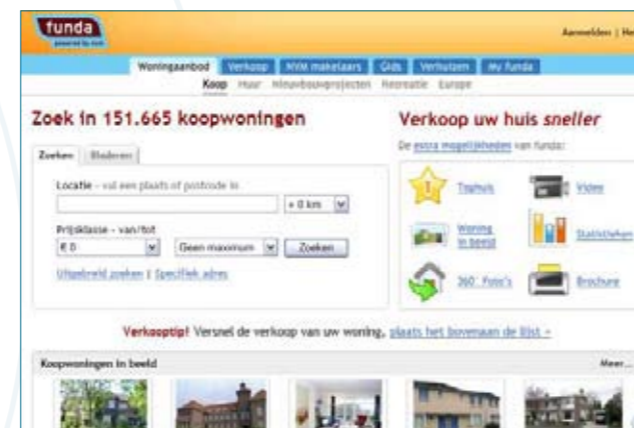 funda
Aanmelden | He
Woningaanbod Verkoop NVM makelaars Gids Verhuizen My funda
Koop Huur Nieuwbouwprojecten Recreatie Europe
Zoek in 151.665 koopwoningen
Zoeken Bladeren
Locatie - vul een plaats of postcode in
+ 0 km
Prijsklasse - van/tot
€ 0 Geen maximum Zoeken
Uitgebreid zoeken | Specifiek adres
Verkoop uw huis sneller
De extra mogelijkheden van funda:
1
Tophuis
Video
Woning in beeld
Statistieken
360° Foto's
Brochure
Verkooptip! Versnel de verkoop van uw woning, plaats het bovenaan de lijst -
Koopwoningen in beeld
Meer...